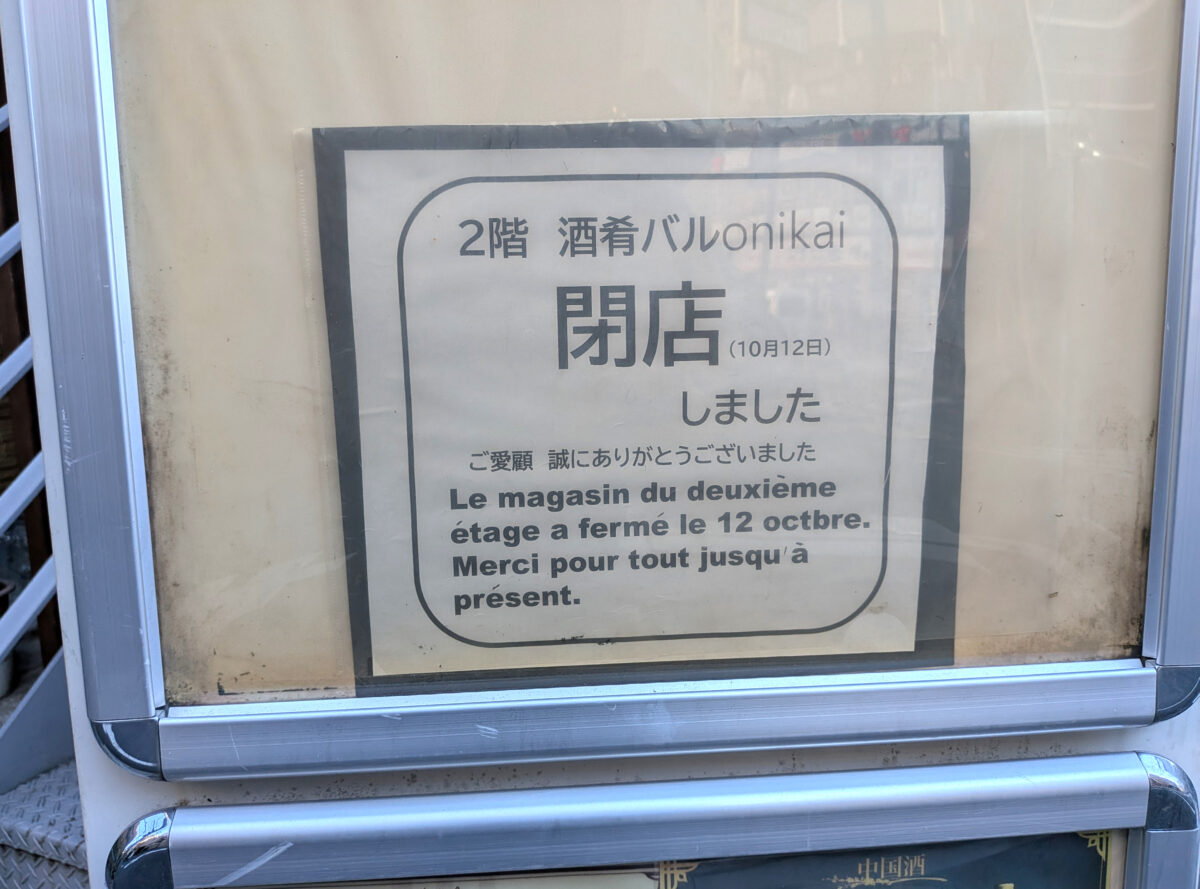 2階 酒肴バルonikai
閉店(10月12日)
しました
ご愛顧 誠にありがとうございました
Le magasin du deuxième
étage a fermé le 12 octbre.
Merci pour tout jusqu'à
présent.
中国酒